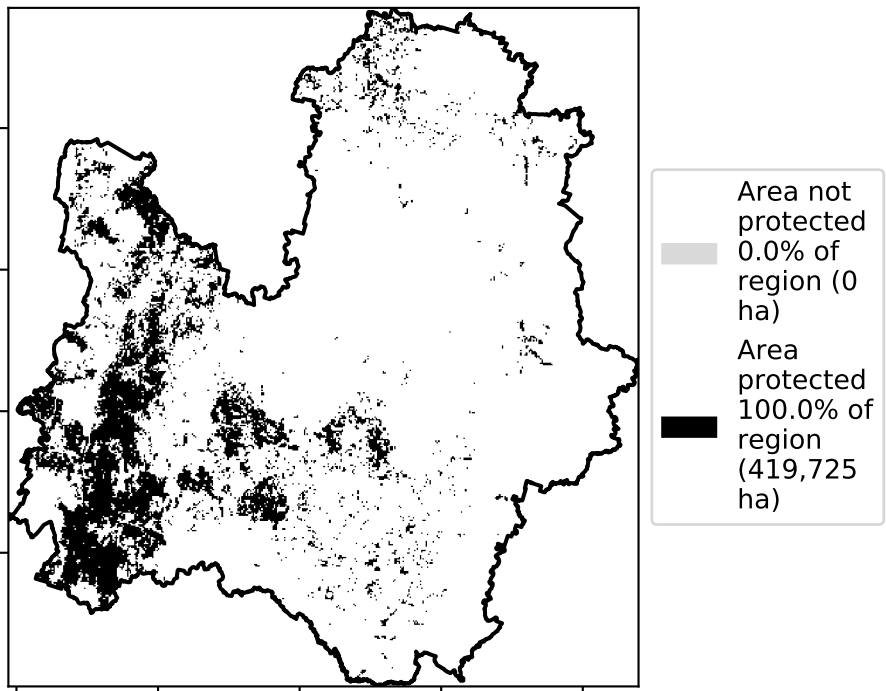 Area not
protected
0.0% of
region (0
ha)
Area
protected
100.0% of
region
(419,725
ha)